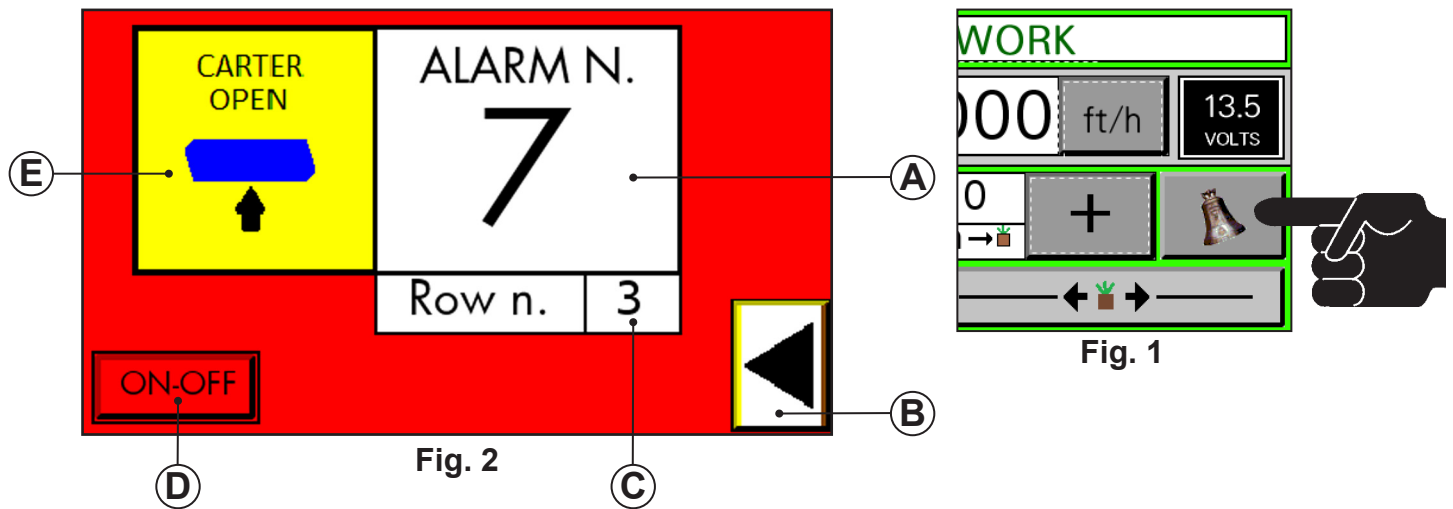 CARTER
OPEN
ALARM N.
7
Row n. 3
ON-OFF
E
A
B
C
D
Fig. 2
WORK
000 ft/h
13.5
VOLTS
0
+
Fig. 1